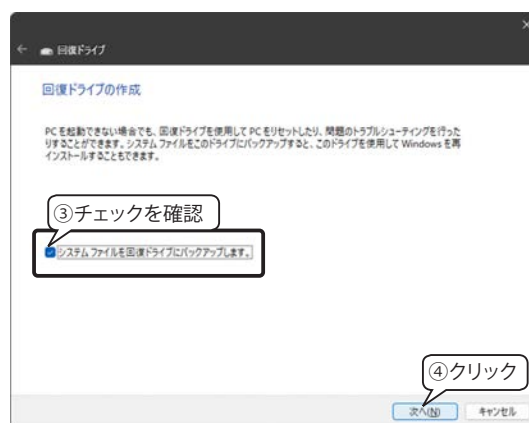 回復ドライブ
回復ドライブの作成
PC を起動できない場合でも、回復ドライブを使用して PC をリセットしたり、問題のトラブルシューティングを行った
りすることができます。システム ファイルをこのドライブにバックアップすると、このドライブを使用して Windows を再
インストールすることもできます。
③チェックを確認
システム ファイルを回復ドライブにバックアップします。
④クリック
次へ(N) キャンセル